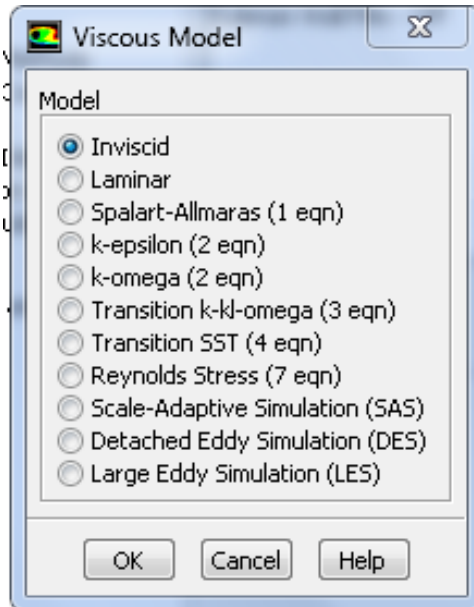 Viscous Model
Model
Inviscid
Laminar
Spalart-Allmaras (1 eqn)
k-epsilon (2 eqn)
k-omega (2 eqn)
Transition k-kl-omega (3 eqn)
Transition SST (4 eqn)
Reynolds Stress (7 eqn)
Scale-Adaptive Simulation (SAS)
Detached Eddy Simulation (DES)
Large Eddy Simulation (LES)
OK Cancel Help